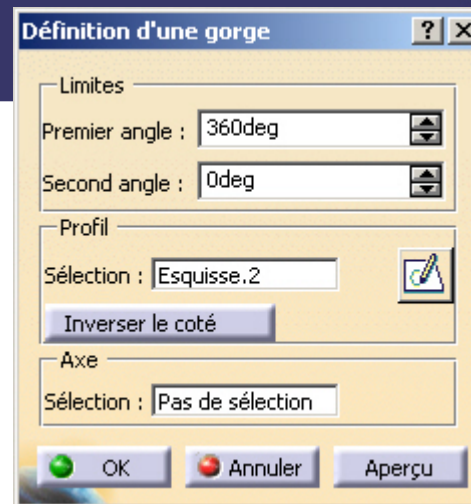 Définition d'une gorge ? X
Limites
Premier angle : 360deg
Second angle : 0deg
Profil
Sélection : Esquisse.2
Inverser le coté
Axe
Sélection : Pas de sélection
OK Annuler Aperçu